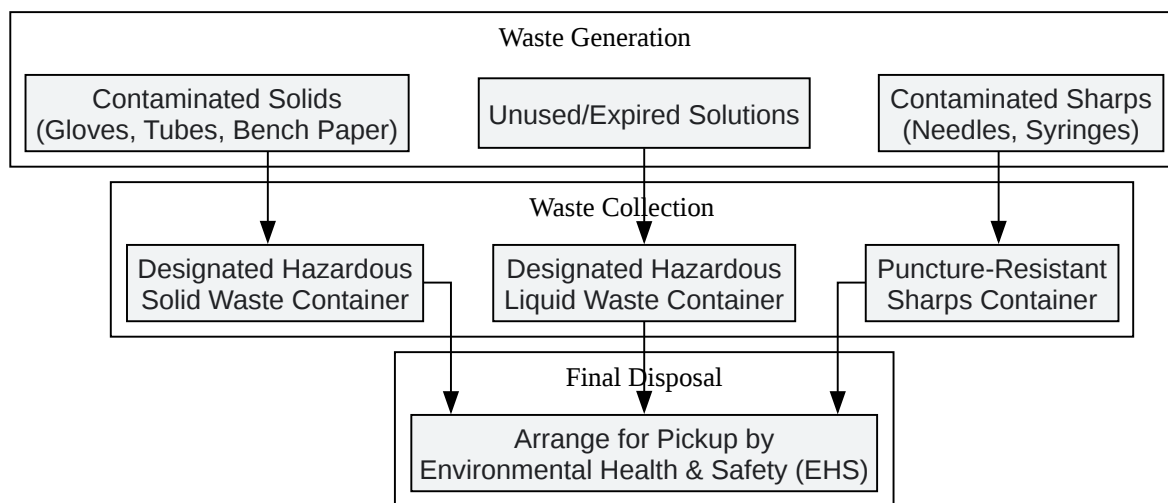 Waste Generation
Contaminated Solids
(Gloves, Tubes, Bench Paper)
Unused/Expired Solutions
Contaminated Sharps
(Needles, Syringes)
Waste Collection
Designated Hazardous
Solid Waste Container
Designated Hazardous
Liquid Waste Container
Puncture-Resistant
Sharps Container
Final Disposal
Arrange for Pickup by
Environmental Health & Safety (EHS)